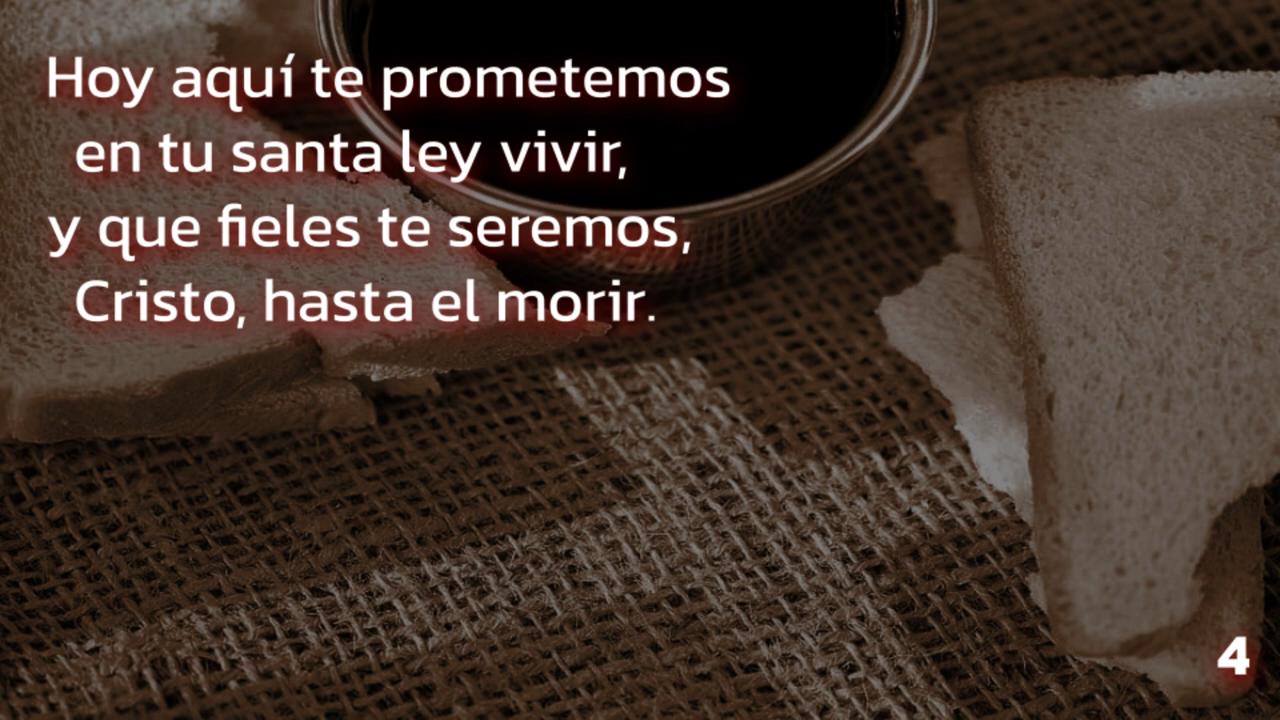 Hoy aquí te prometemos
en tu santa ley vivir,
y que fieles te seremos,
Cristo, hasta el morir.
4